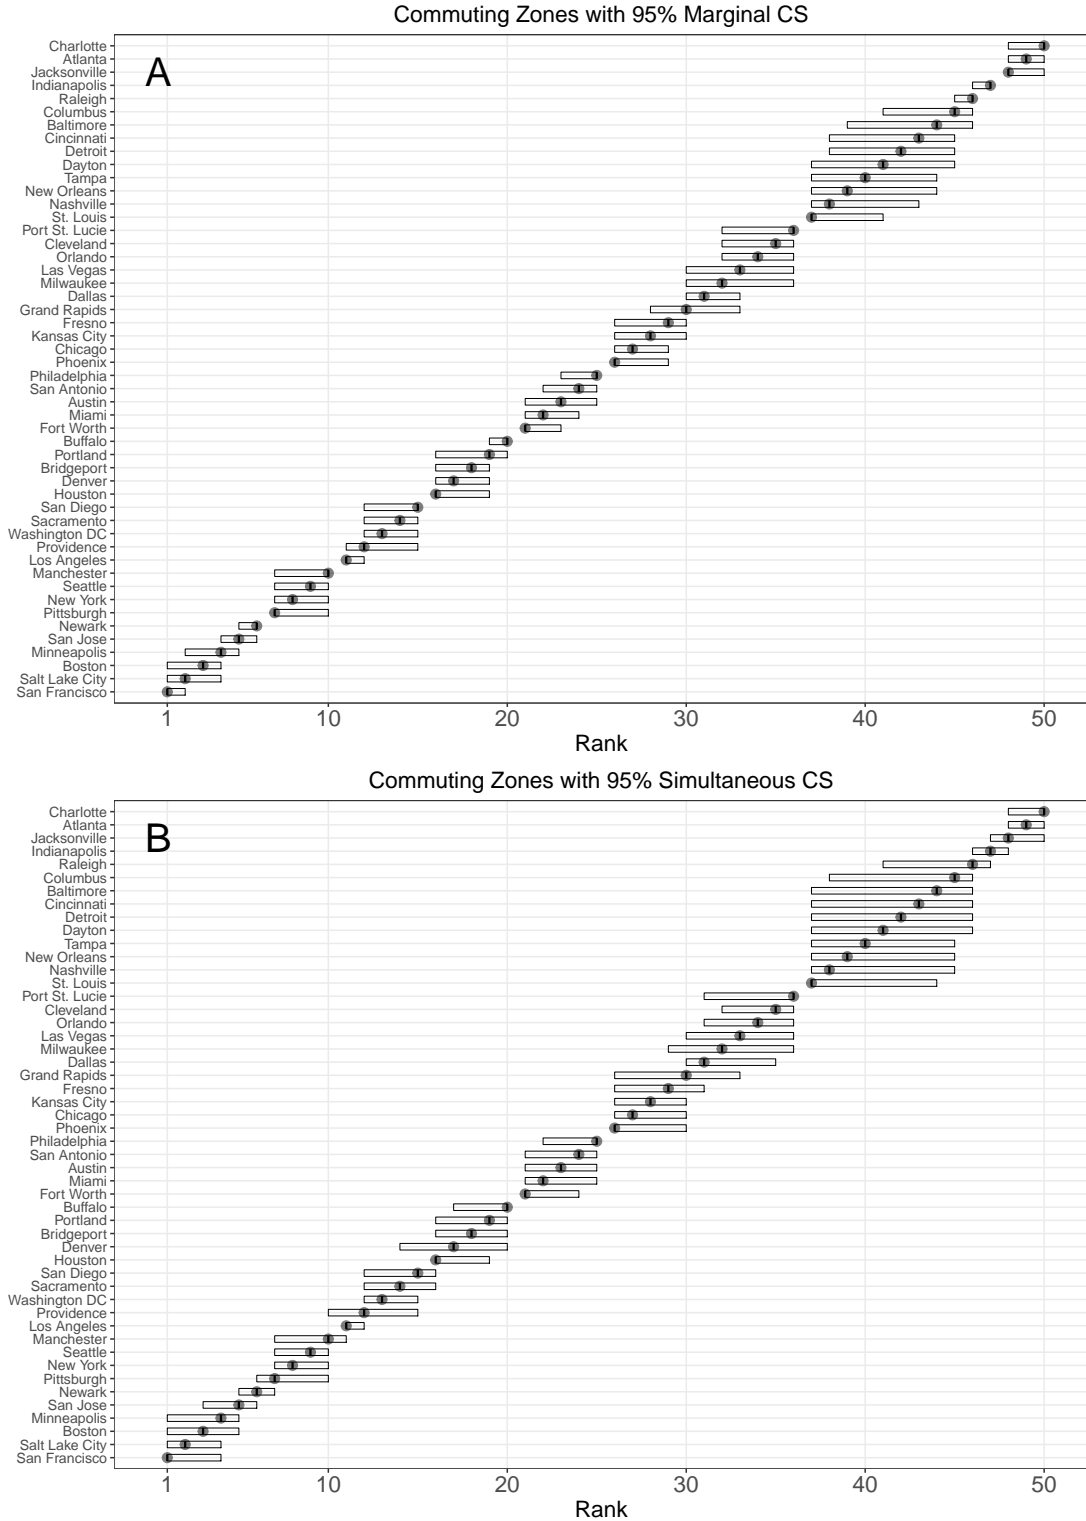 Commuting Zones with 95% Marginal CS
A
Charlotte
Atlanta
Jacksonville
Indianapolis
Raleigh
Columbus
Baltimore
Cincinnati
Detroit
Dayton
Tampa
New Orleans
Nashville
St. Louis
Port St. Lucie
Cleveland
Orlando
Las Vegas
Milwaukee
Dallas
Grand Rapids
Fresno
Kansas City
Chicago
Phoenix
Philadelphia
San Antonio
Austin
Miami
Fort Worth
Buffalo
Portland
Bridgeport
Denver
Houston
San Diego
Sacramento
Washington DC
Providence
Los Angeles
Manchester
Seattle
New York
Pittsburgh
Newark
San Jose
Minneapolis
Boston
Salt Lake City
San Francisco
1 10 20 30 40 50
Rank
Commuting Zones with 95% Simultaneous CS
B
Charlotte
Atlanta
Jacksonville
Indianapolis
Raleigh
Columbus
Baltimore
Cincinnati
Detroit
Dayton
Tampa
New Orleans
Nashville
St. Louis
Port St. Lucie
Cleveland
Orlando
Las Vegas
Milwaukee
Dallas
Grand Rapids
Fresno
Kansas City
Chicago
Phoenix
Philadelphia
San Antonio
Austin
Miami
Fort Worth
Buffalo
Portland
Bridgeport
Denver
Houston
San Diego
Sacramento
Washington DC
Providence
Los Angeles
Manchester
Seattle
New York
Pittsburgh
Newark
San Jose
Minneapolis
Boston
Salt Lake City
San Francisco
1 10 20 30 40 50
Rank